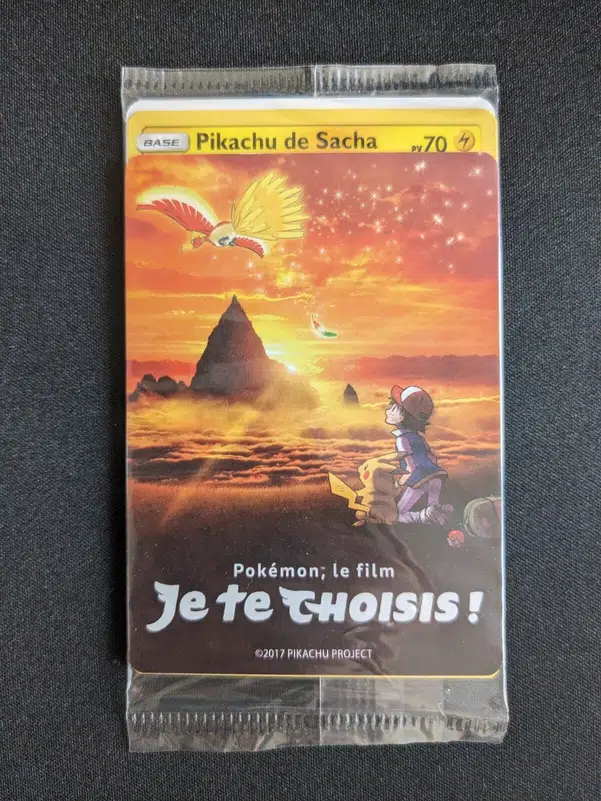 BASE Pikachu de Sacha PV70
Pokémon, le film
Je te CHOISIS !
©2017 PIKACHU PROJECT